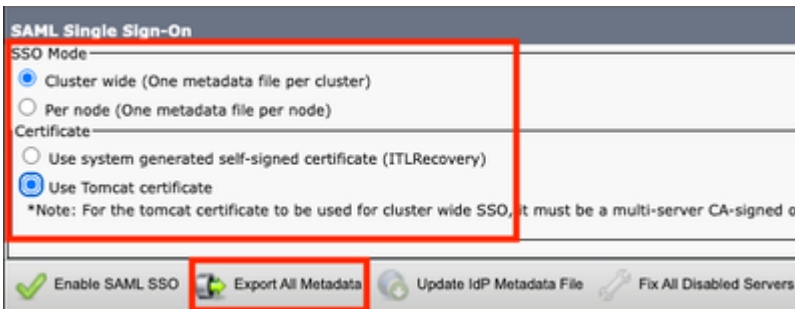 SAML Single Sign-On
SSO Mode
Cluster wide (One metadata file per cluster)
Per node (One metadata file per node)
Certificate
Use system generated self-signed certificate (ITLRecovery)
Use Tomcat certificate
*Note: For the tomcat certificate to be used for cluster wide SSO, it must be a multi-server CA-signed
Enable SAML SSO Export All Metadata Update IdP Metadata File Fix All Disabled Servers